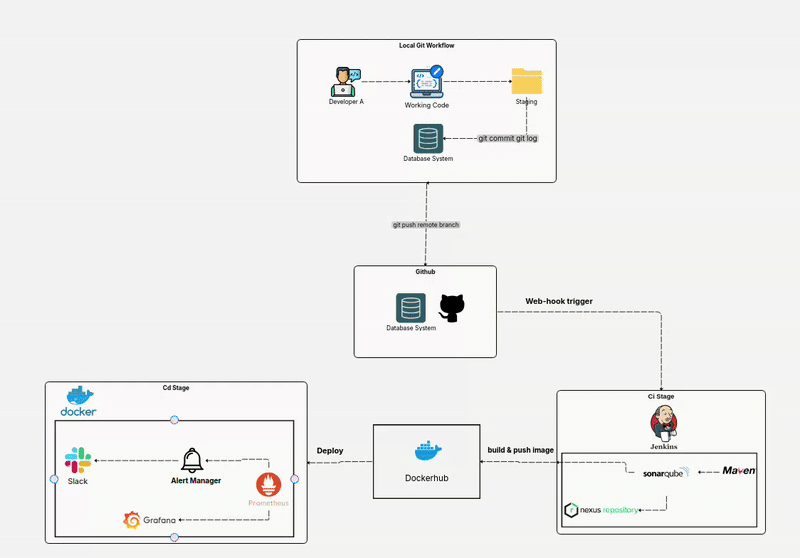 Local Git Workflow
Developer A
Working Code
Staging
git commit git log
Database System
git push remote branch
Github
Database System
Web-hook trigger
Cd Stage
docker
Slack
Alert Manager
Prometheus
Grafana
Deploy
Dockerhub
build & push image
Ci Stage
Jenkins
sonarqube
Maven
nexus repository